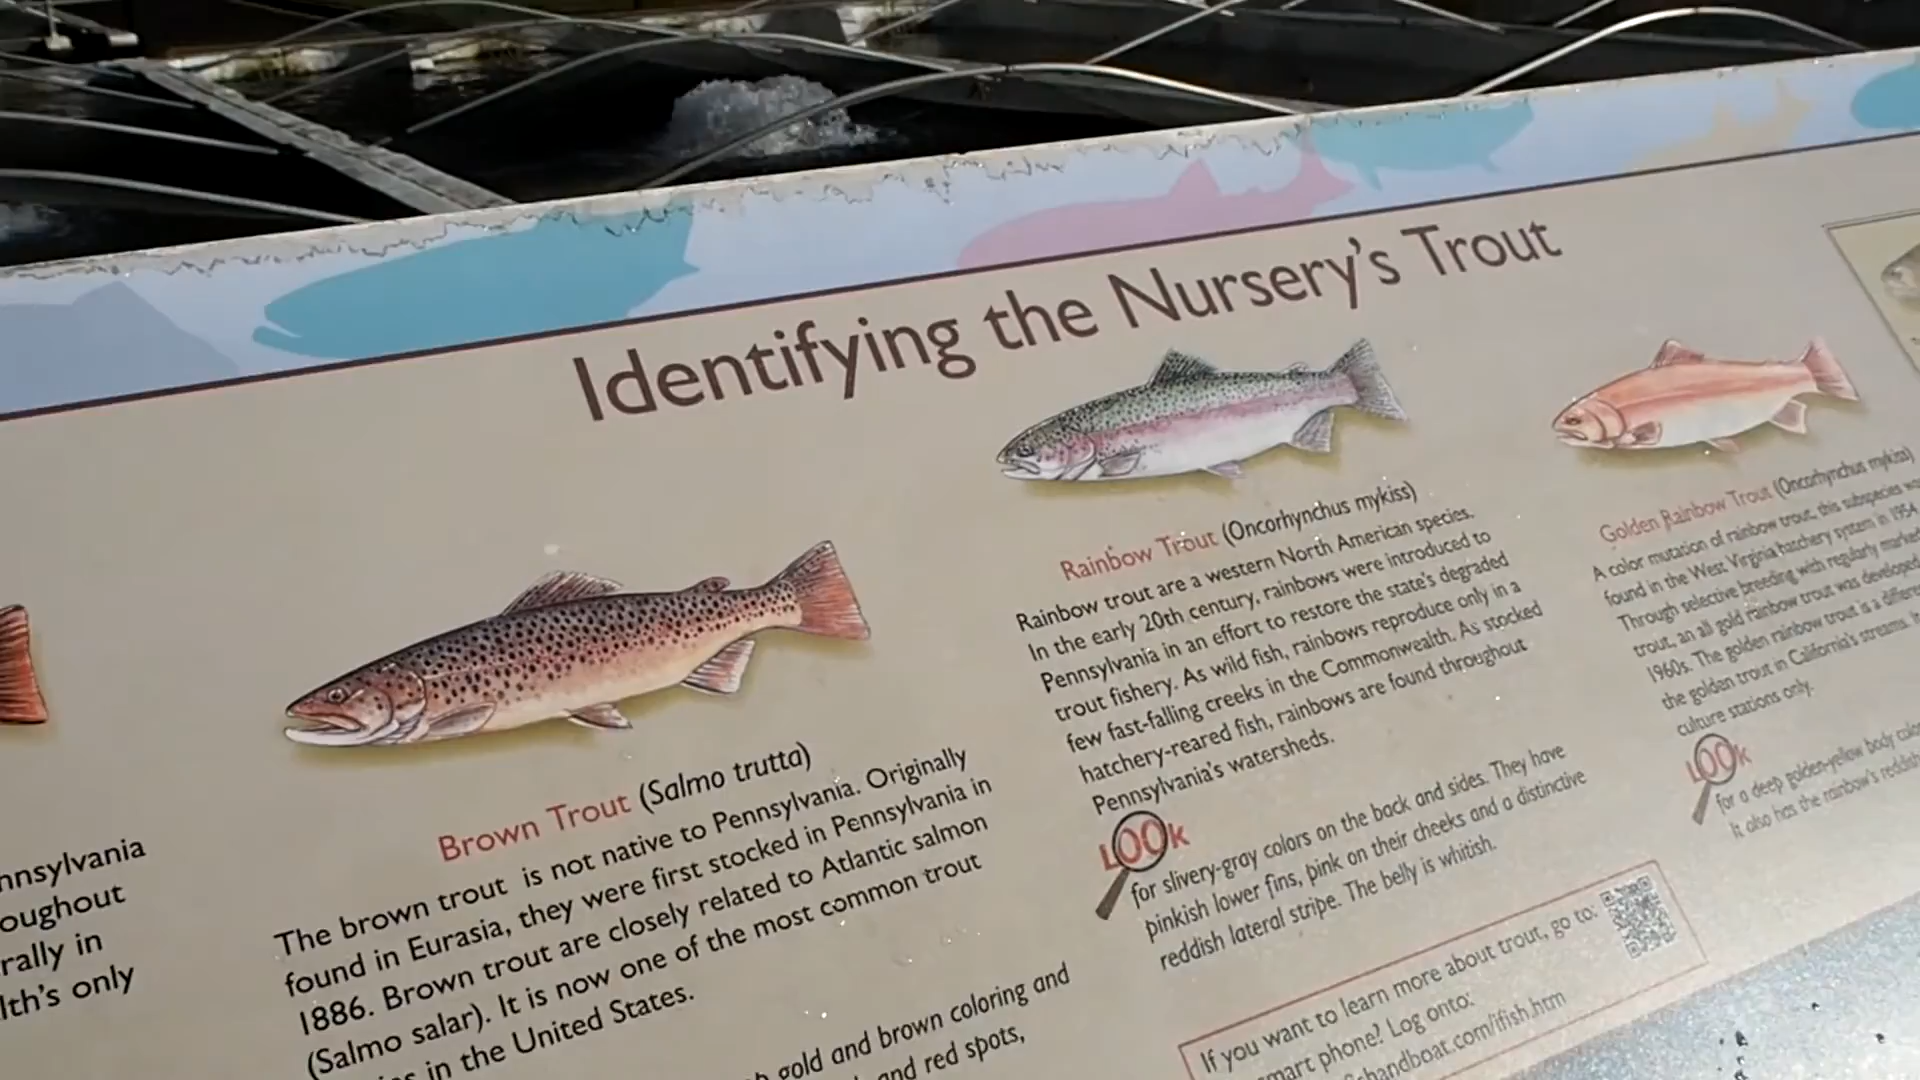 Identifying the Nursery's Trout
nnsylvania
oughout
rally in
lth's only
Brown Trout (Salmo trutta)
The brown trout is not native to Pennsylvania. Originally
found in Eurasia, they were first stocked in Pennsylvania in
1886. Brown trout are closely related to Atlantic salmon
(Salmo salar). It is now one of the most common trout
in the United States.
gold and brown coloring and
and red spots,
Rainbow Trout (Oncorhynchus mykiss)
Rainbow trout are a western North American species.
In the early 20th century, rainbows were introduced to
Pennsylvania in an effort to restore the state's degraded
trout fishery. As wild fish, rainbows reproduce only in a
few fast-falling creeks in the Commonwealth. As stocked
hatchery-reared fish, rainbows are found throughout
Pennsylvania's watersheds.
LOOK
for slivery-gray colors on the back and sides. They have
pinkish lower fins, pink on their cheeks and a distinctive
reddish lateral stripe. The belly is whitish.
If you want to learn more about trout, go to:
mart phone? Log onto:
handboat.com/ifish.htm
Golden Rainbow Trout (Oncorhynchus mykiss)
A color mutation of rainbow trout, this subspecies wa
found in the West Virginia hatchery system in 1954
Through selective breeding with regularly marked
trout, an all gold rainbow trout was developed
1960s. The golden rainbow trout is a differe
the golden trout in California's streams. It
culture stations only.
LOOK
for a deep golden-yellow body colo
It also has the rainbow's reddish